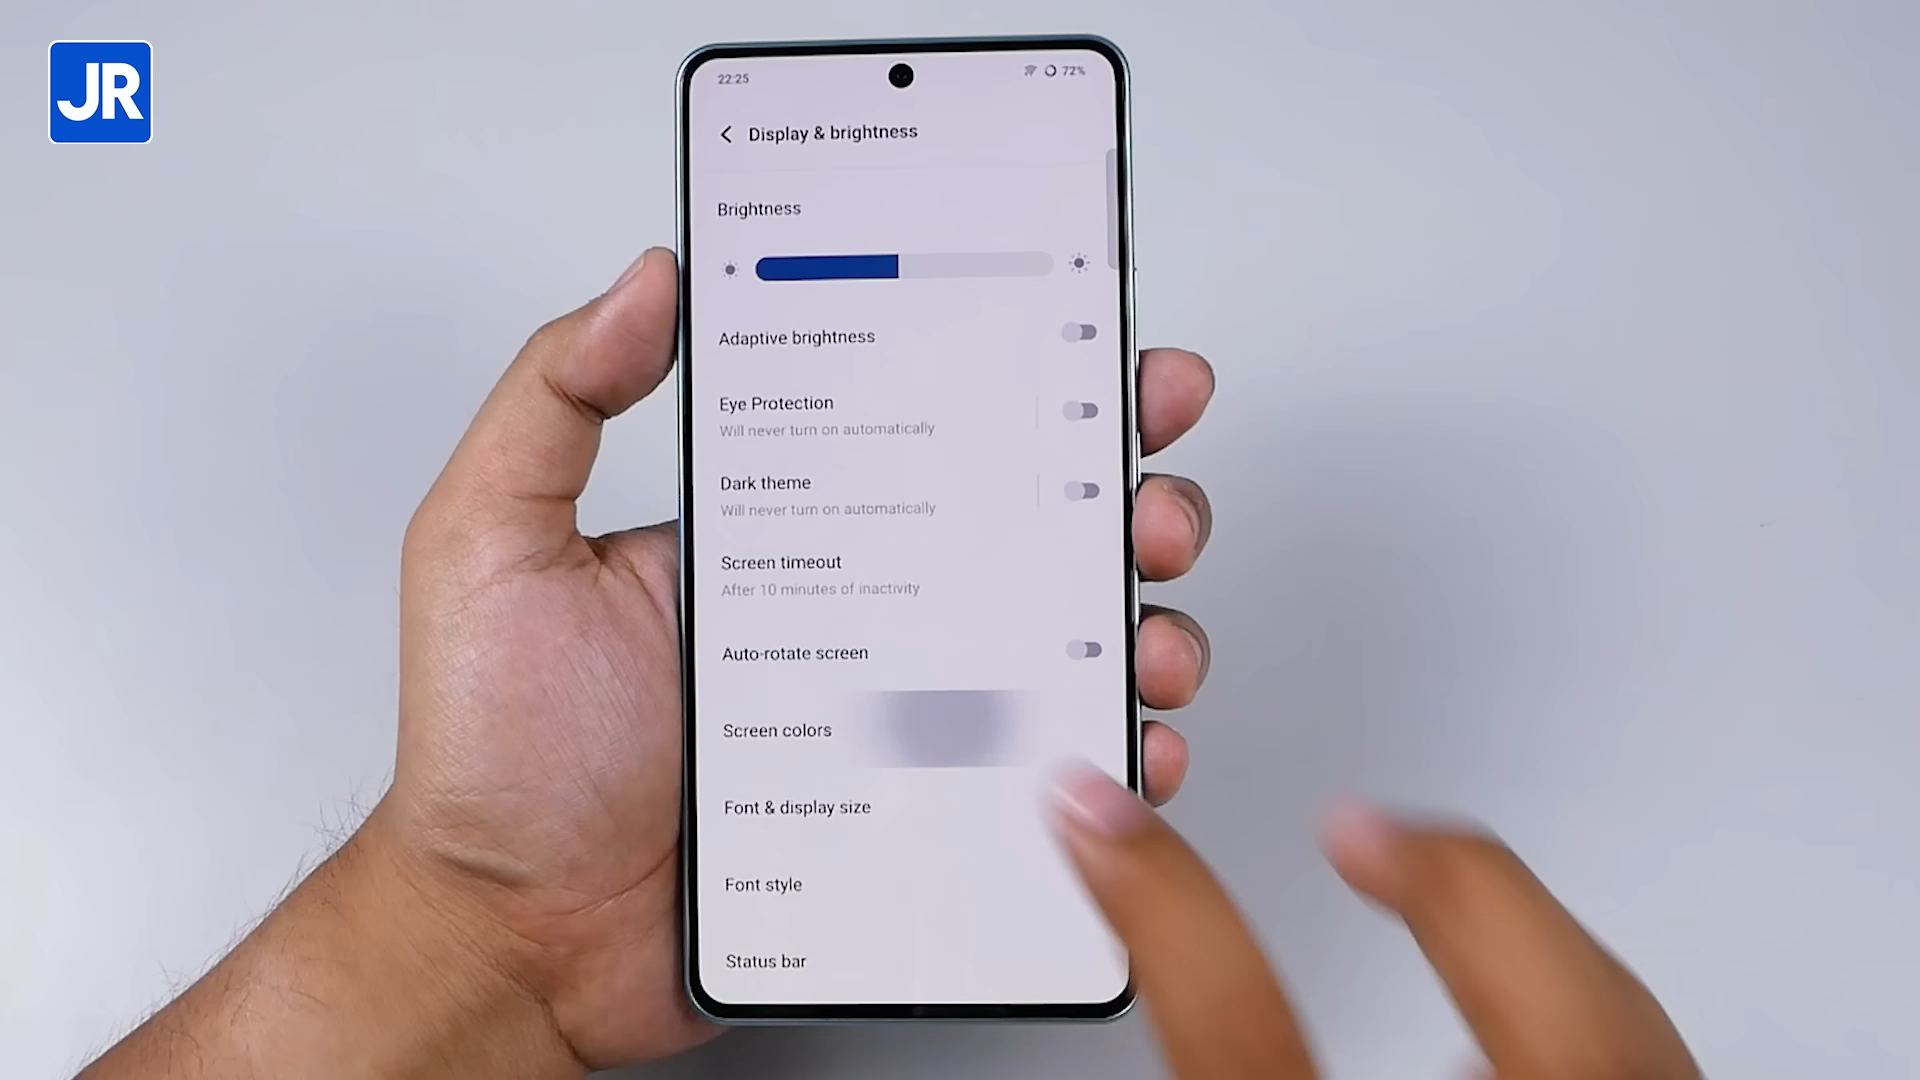 JR
22:25
72%
Display & brightness
Brightness
Adaptive brightness
Eye Protection
Will never turn on automatically
Dark theme
Will never turn on automatically
Screen timeout
After 10 minutes of inactivity
Auto-rotate screen
Screen colors
Font & display size
Font style
Status bar